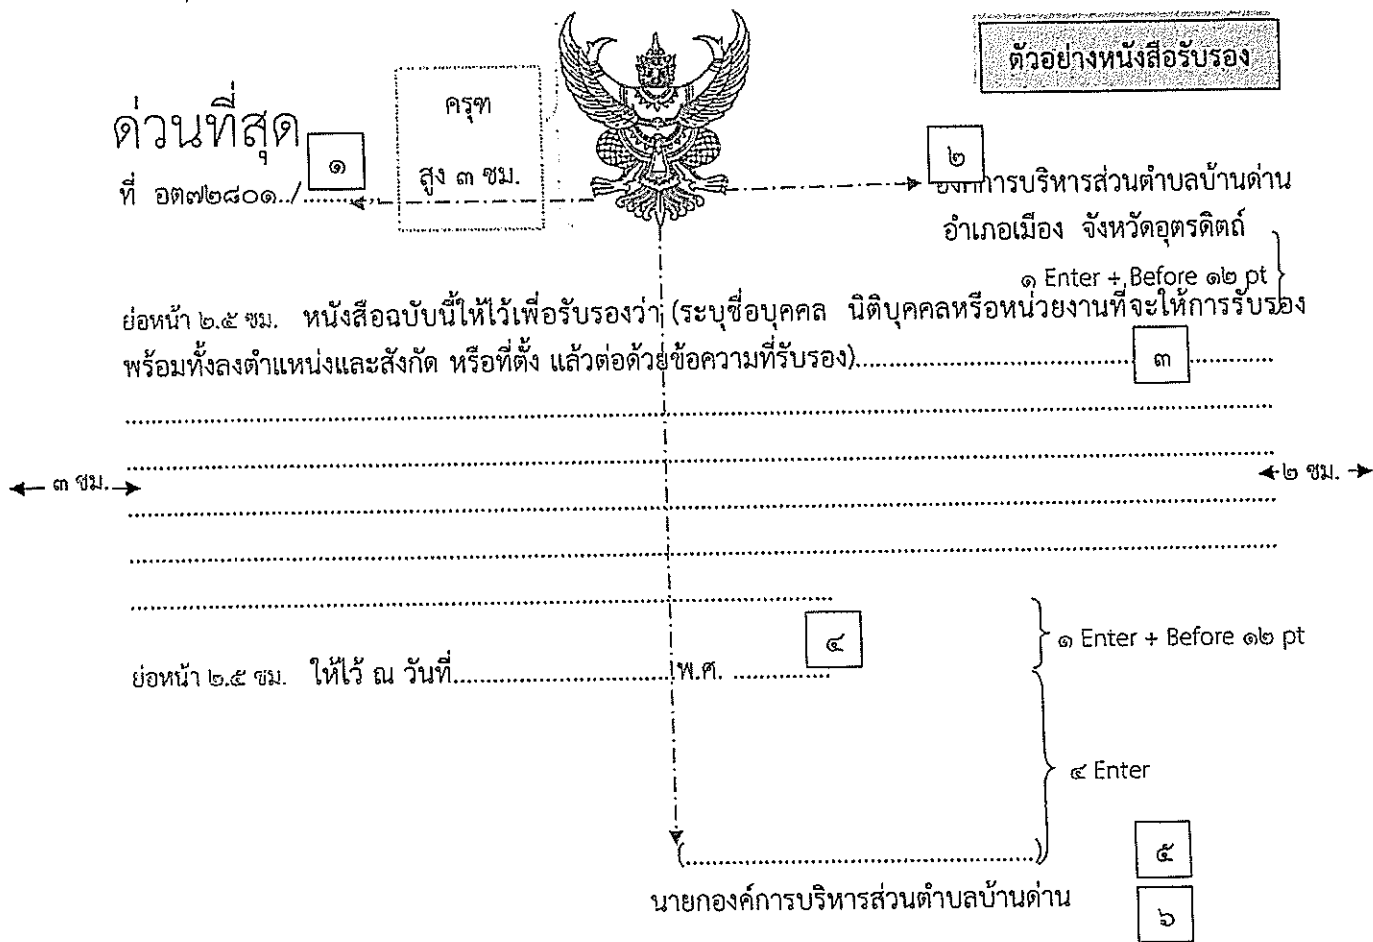 ตัวอย่างหนังสือรับรอง
ด่วนที่สุด
ครุฑ
สูง ๓ ซม.
๑
๒
ที่ อต๗๒๘๐๑../..........
องค์การบริหารส่วนตำบลบ้านด่าน
อำเภอเมือง จังหวัดอุตรดิตถ์
๑ Enter + Before ๑๒ pt
ย่อหน้า ๒.๕ ซม. หนังสือฉบับนี้ให้ไว้เพื่อรับรองว่า (ระบุชื่อบุคคล นิติบุคคลหรือหน่วยงานที่จะให้การรับรอง
พร้อมทั้งลงตำแหน่งและสังกัด หรือที่ตั้ง แล้วต่อด้วยข้อความที่รับรอง)..............................
๓
๓ ซม.
๒ ซม.
๔
๑ Enter + Before ๑๒ pt
ย่อหน้า ๒.๕ ซม. ให้ไว้ ณ วันที่..............................พ.ศ. ..............
๔ Enter
(..................................................)
๕
นายกองค์การบริหารส่วนตำบลบ้านด่าน
๖